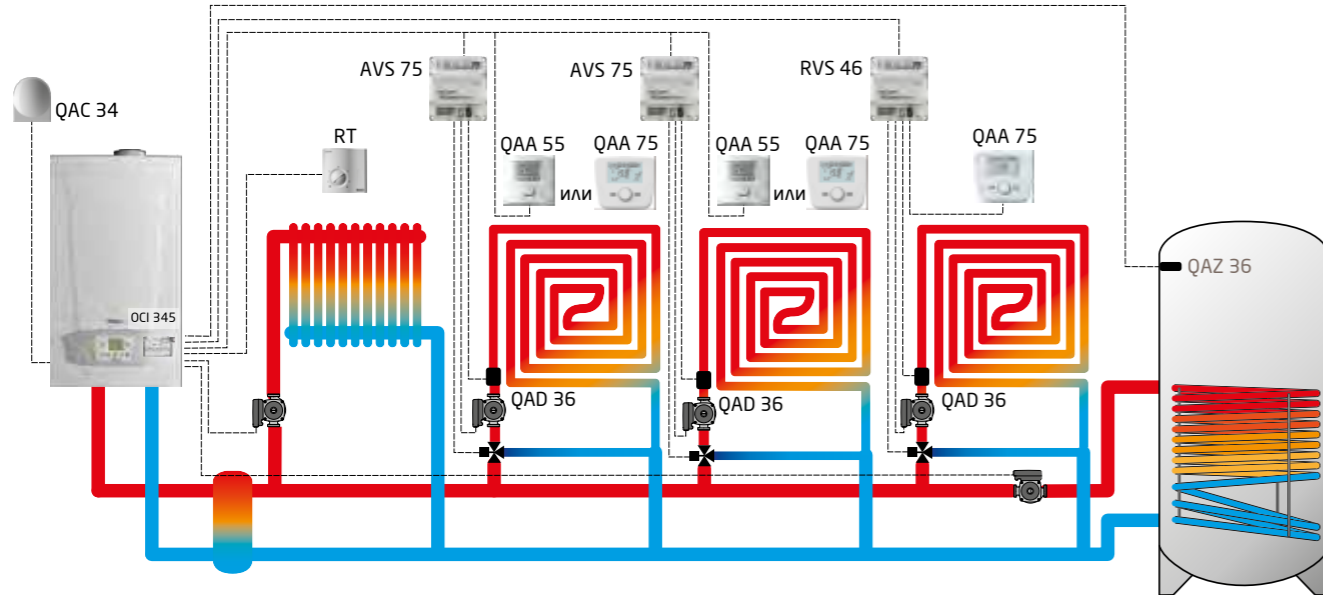 AVS 75
AVS 75
RVS 46
QAC 34
RT
QAA 55
или
QAA 75
QAA 55
или
QAA 75
QAA 75
QAZ 36
OCI 345
QAD 36
QAD 36
QAD 36